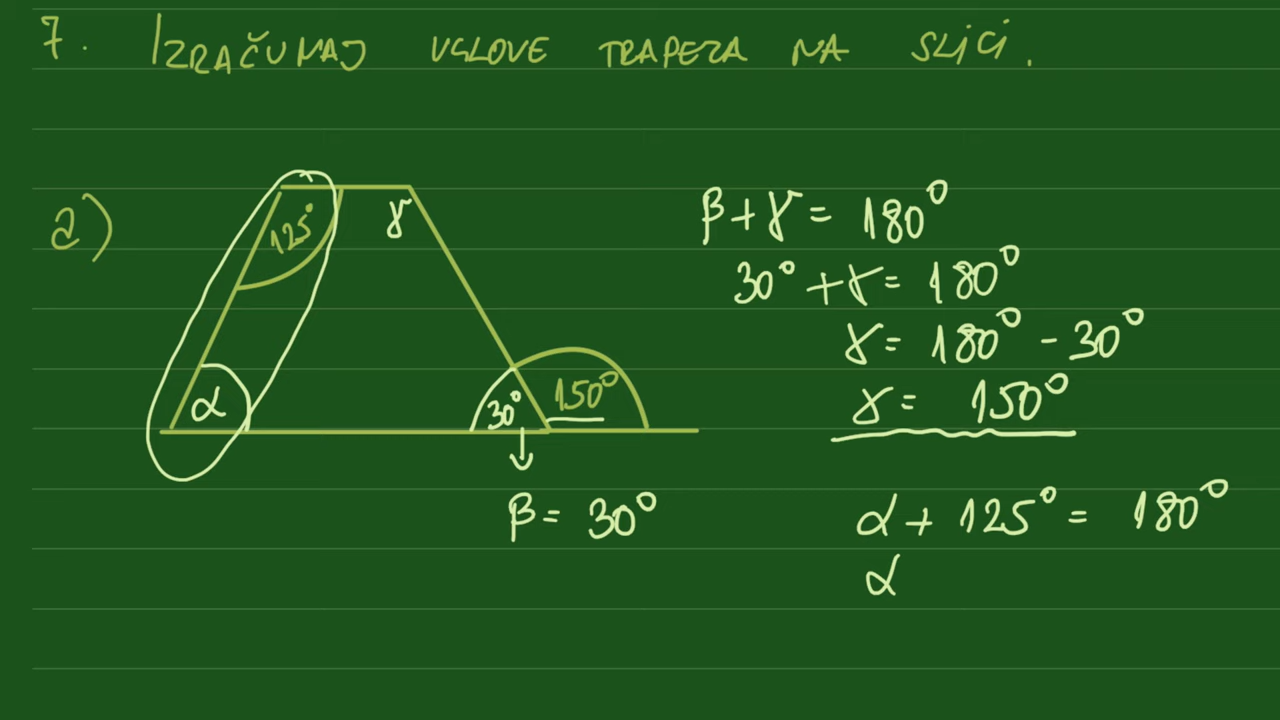 7. IZRAČUNAJ UGLOVE TRAPEZA NA SLICI.
a)
125°
γ
α
30°
150°
β = 30°
β + γ = 180°
30° + γ = 180°
γ = 180° - 30°
γ = 150°
α + 125° = 180°
α